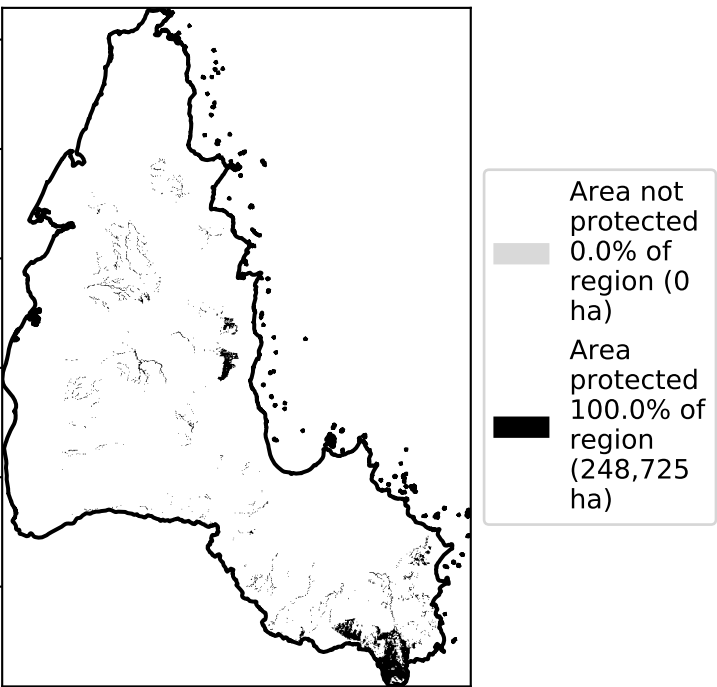 Area not
protected
0.0% of
region (0
ha)
Area
protected
100.0% of
region
(248,725
ha)